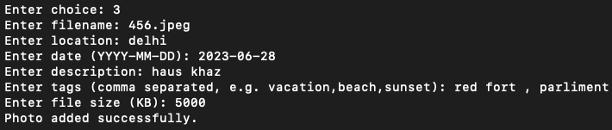 Enter choice: 3
Enter filename: 456.jpeg
Enter location: delhi
Enter date (YYYY-MM-DD): 2023-06-28
Enter description: haus khaz
Enter tags (comma separated, e.g. vacation,beach,sunset): red fort , parliment
Enter file size (KB): 5000
Photo added successfully.